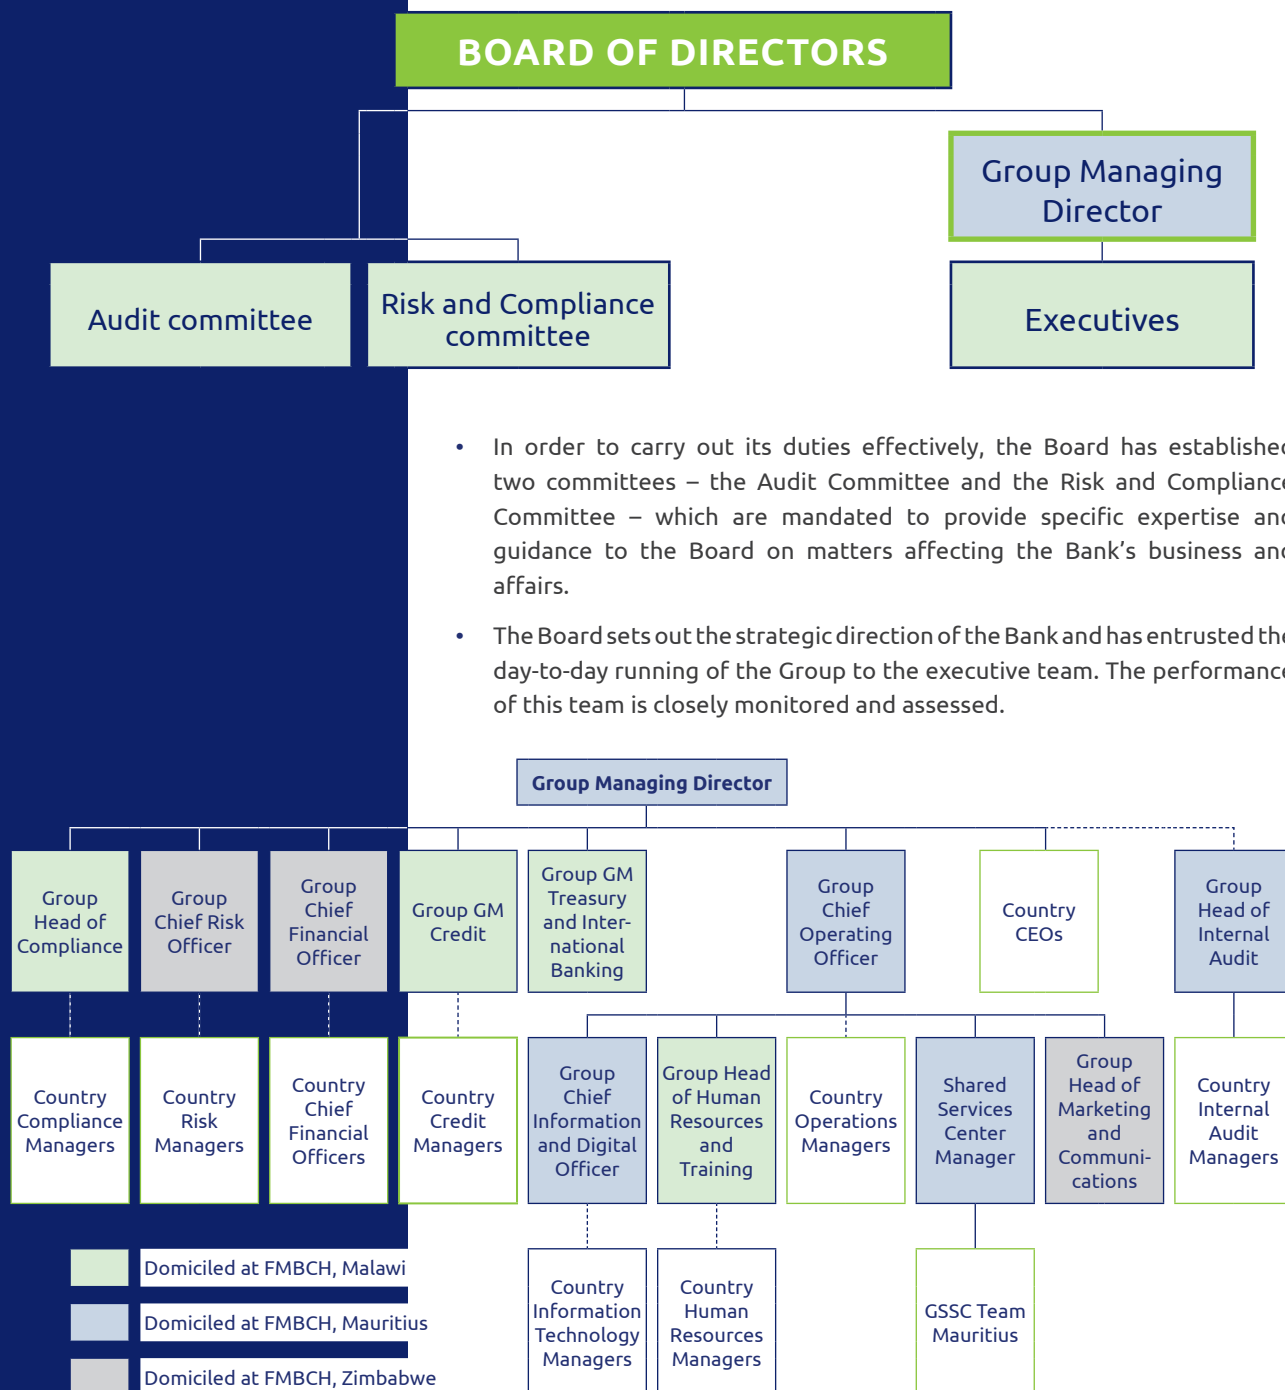 BOARD OF DIRECTORS
Group Managing
Director
Audit committee
Risk and Compliance
committee
Executives
• In order to carry out its duties effectively, the Board has established
two committees – the Audit Committee and the Risk and Compliance
Committee – which are mandated to provide specific expertise and
guidance to the Board on matters affecting the Bank’s business and
affairs.
• The Board sets out the strategic direction of the Bank and has entrusted the
day-to-day running of the Group to the executive team. The performance
of this team is closely monitored and assessed.
Group Managing Director
Group
Head of
Compliance
Group
Chief Risk
Officer
Group
Chief
Financial
Officer
Group GM
Credit
Group GM
Treasury
and Inter-
national
Banking
Group
Chief
Operating
Officer
Country
CEOs
Group
Head of
Internal
Audit
Country
Compliance
Managers
Country
Risk
Managers
Country
Chief
Financial
Officers
Country
Credit
Managers
Group
Chief
Information
and Digital
Officer
Group Head
of Human
Resources
and
Training
Country
Operations
Managers
Shared
Services
Center
Manager
Group
Head of
Marketing
and
Communi-
cations
Country
Internal
Audit
Managers
Country
Information
Technology
Managers
Country
Human
Resources
Managers
GSSC Team
Mauritius
Domiciled at FMBCH, Malawi
Domiciled at FMBCH, Mauritius
Domiciled at FMBCH, Zimbabwe